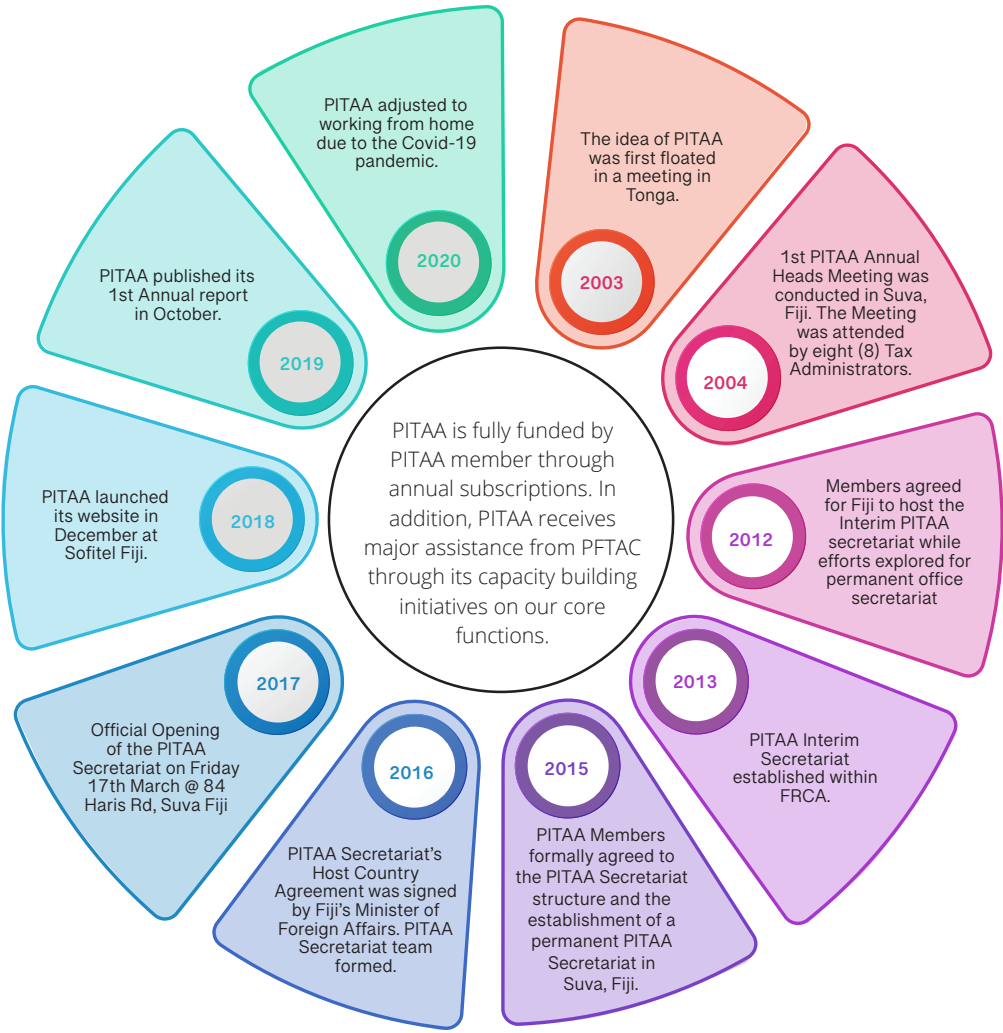 The idea of PITAA
was first floated
in a meeting in
Tonga.
2003
1st PITAA Annual
Heads Meeting was
conducted in Suva,
Fiji. The Meeting
was attended
by eight (8) Tax
Administrators.
2004
Members agreed
for Fiji to host the
Interim PITAA
secretariat while
efforts explored for
permanent office
secretariat
2012
2013
PITAA Interim
Secretariat
established within
FRCA.
2015
PITAA Members
formally agreed to
the PITAA Secretariat
structure and the
establishment of a
permanent PITAA
Secretariat in
Suva, Fiji.
2016
PITAA Secretariat’s
Host Country
Agreement was signed
by Fiji’s Minister of
Foreign Affairs. PITAA
Secretariat team
formed.
2017
Official Opening
of the PITAA
Secretariat on Friday
17th March @ 84
Haris Rd, Suva Fiji
PITAA launched
its website in
December at
Sofitel Fiji.
2018
PITAA published its
1st Annual report
in October.
2019
PITAA adjusted to
working from home
due to the Covid-19
pandemic.
2020
PITAA is fully funded by
PITAA member through
annual subscriptions. In
addition, PITAA receives
major assistance from PFTAC
through its capacity building
initiatives on our core
functions.